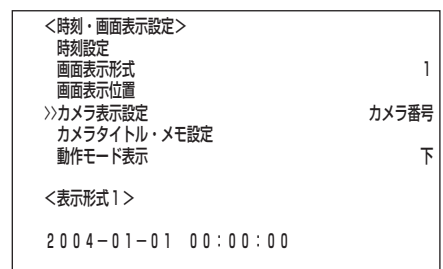 <時刻・画面表示設定>
時刻設定
画面表示形式 1
画面表示位置
>>カメラ表示設定 カメラ番号
カメラタイトル・メモ設定
動作モード表示 下
<表示形式1>
2004-01-01 00:00:00